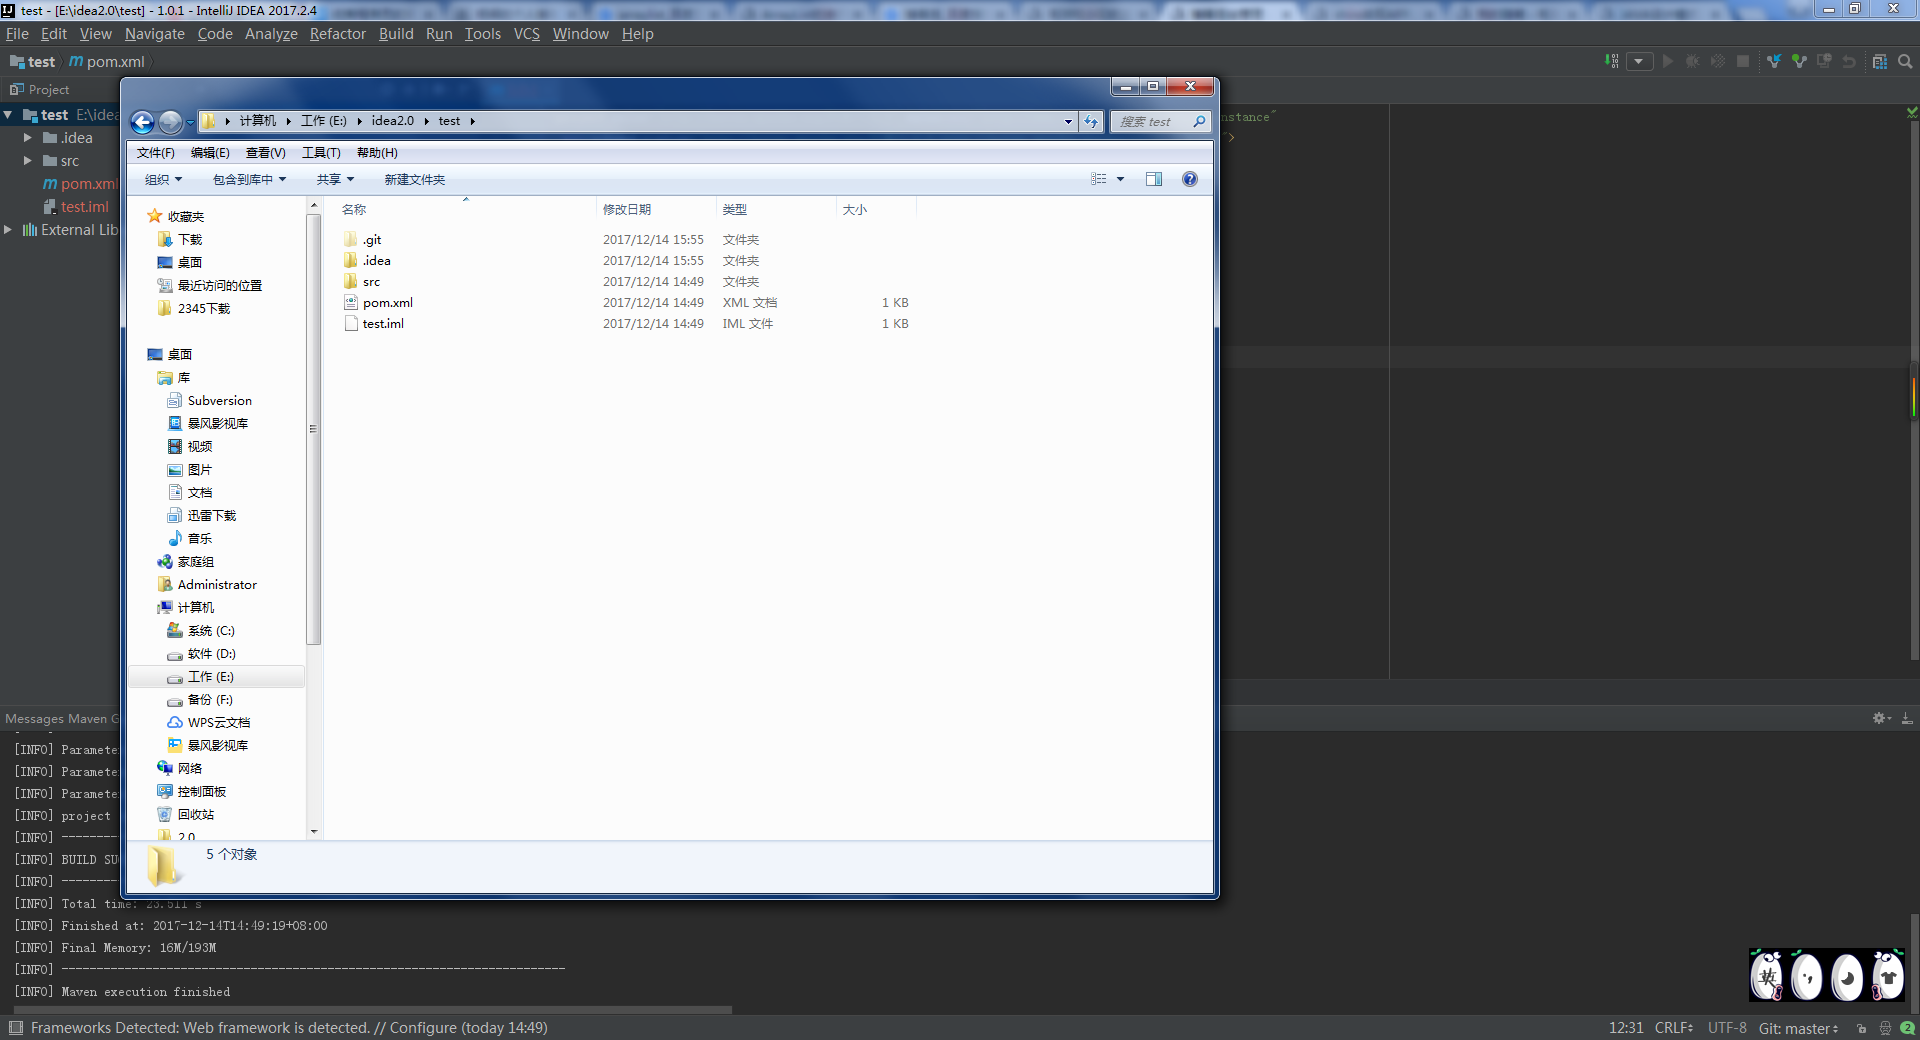 test - [E:\idea2.0\test] - 1.0.1 - IntelliJ IDEA 2017.2.4
File Edit View Navigate Code Analyze Refactor Build Run Tools VCS Window Help
test pom.xml
Project
test E:\idea
.idea
src
pom.xml
test.iml
External Lib
计算机 工作 (E:) idea2.0 test
搜索 test
文件(F) 编辑(E) 查看(V) 工具(T) 帮助(H)
组织 包含到库中 共享 新建文件夹
收藏夹
下载
桌面
最近访问的位置
2345下载
桌面
库
Subversion
暴风影视库
视频
图片
文档
迅雷下载
音乐
家庭组
Administrator
计算机
系统 (C:)
软件 (D:)
工作 (E:)
备份 (F:)
WPS云文档
暴风影视库
网络
控制面板
回收站
2.0
名称 修改日期 类型 大小
.git 2017/12/14 15:55 文件夹
.idea 2017/12/14 15:55 文件夹
src 2017/12/14 14:49 文件夹
pom.xml 2017/12/14 14:49 XML 文档 1 KB
test.iml 2017/12/14 14:49 IML 文件 1 KB
5 个对象
nstance"
">
Messages Maven G
[INFO] Paramete
[INFO] Paramete
[INFO] Paramete
[INFO] project
[INFO] --------
[INFO] BUILD SU
[INFO] --------
[INFO] Total time: 23.511 s
[INFO] Finished at: 2017-12-14T14:49:19+08:00
[INFO] Final Memory: 16M/193M
[INFO] ------------------------------------------------------------------------
[INFO] Maven execution finished
英
Frameworks Detected: Web framework is detected. // Configure (today 14:49)
12:31 CRLF UTF-8 Git: master 2